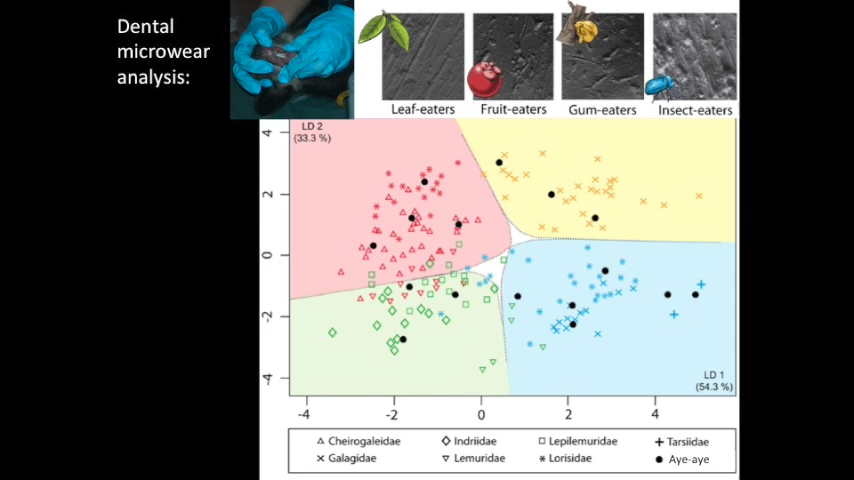 Dental
microwear
analysis:
Leaf-eaters Fruit-eaters Gum-eaters Insect-eaters
LD 2
(33.3 %)
4
2
0
-2
-4
LD 1
(54.3 %)
-4 -2 0 2 4
Cheirogaleidae Indriidae Lepilemuridae Tarsiidae
Galagidae Lemuridae Lorisidae Aye-aye